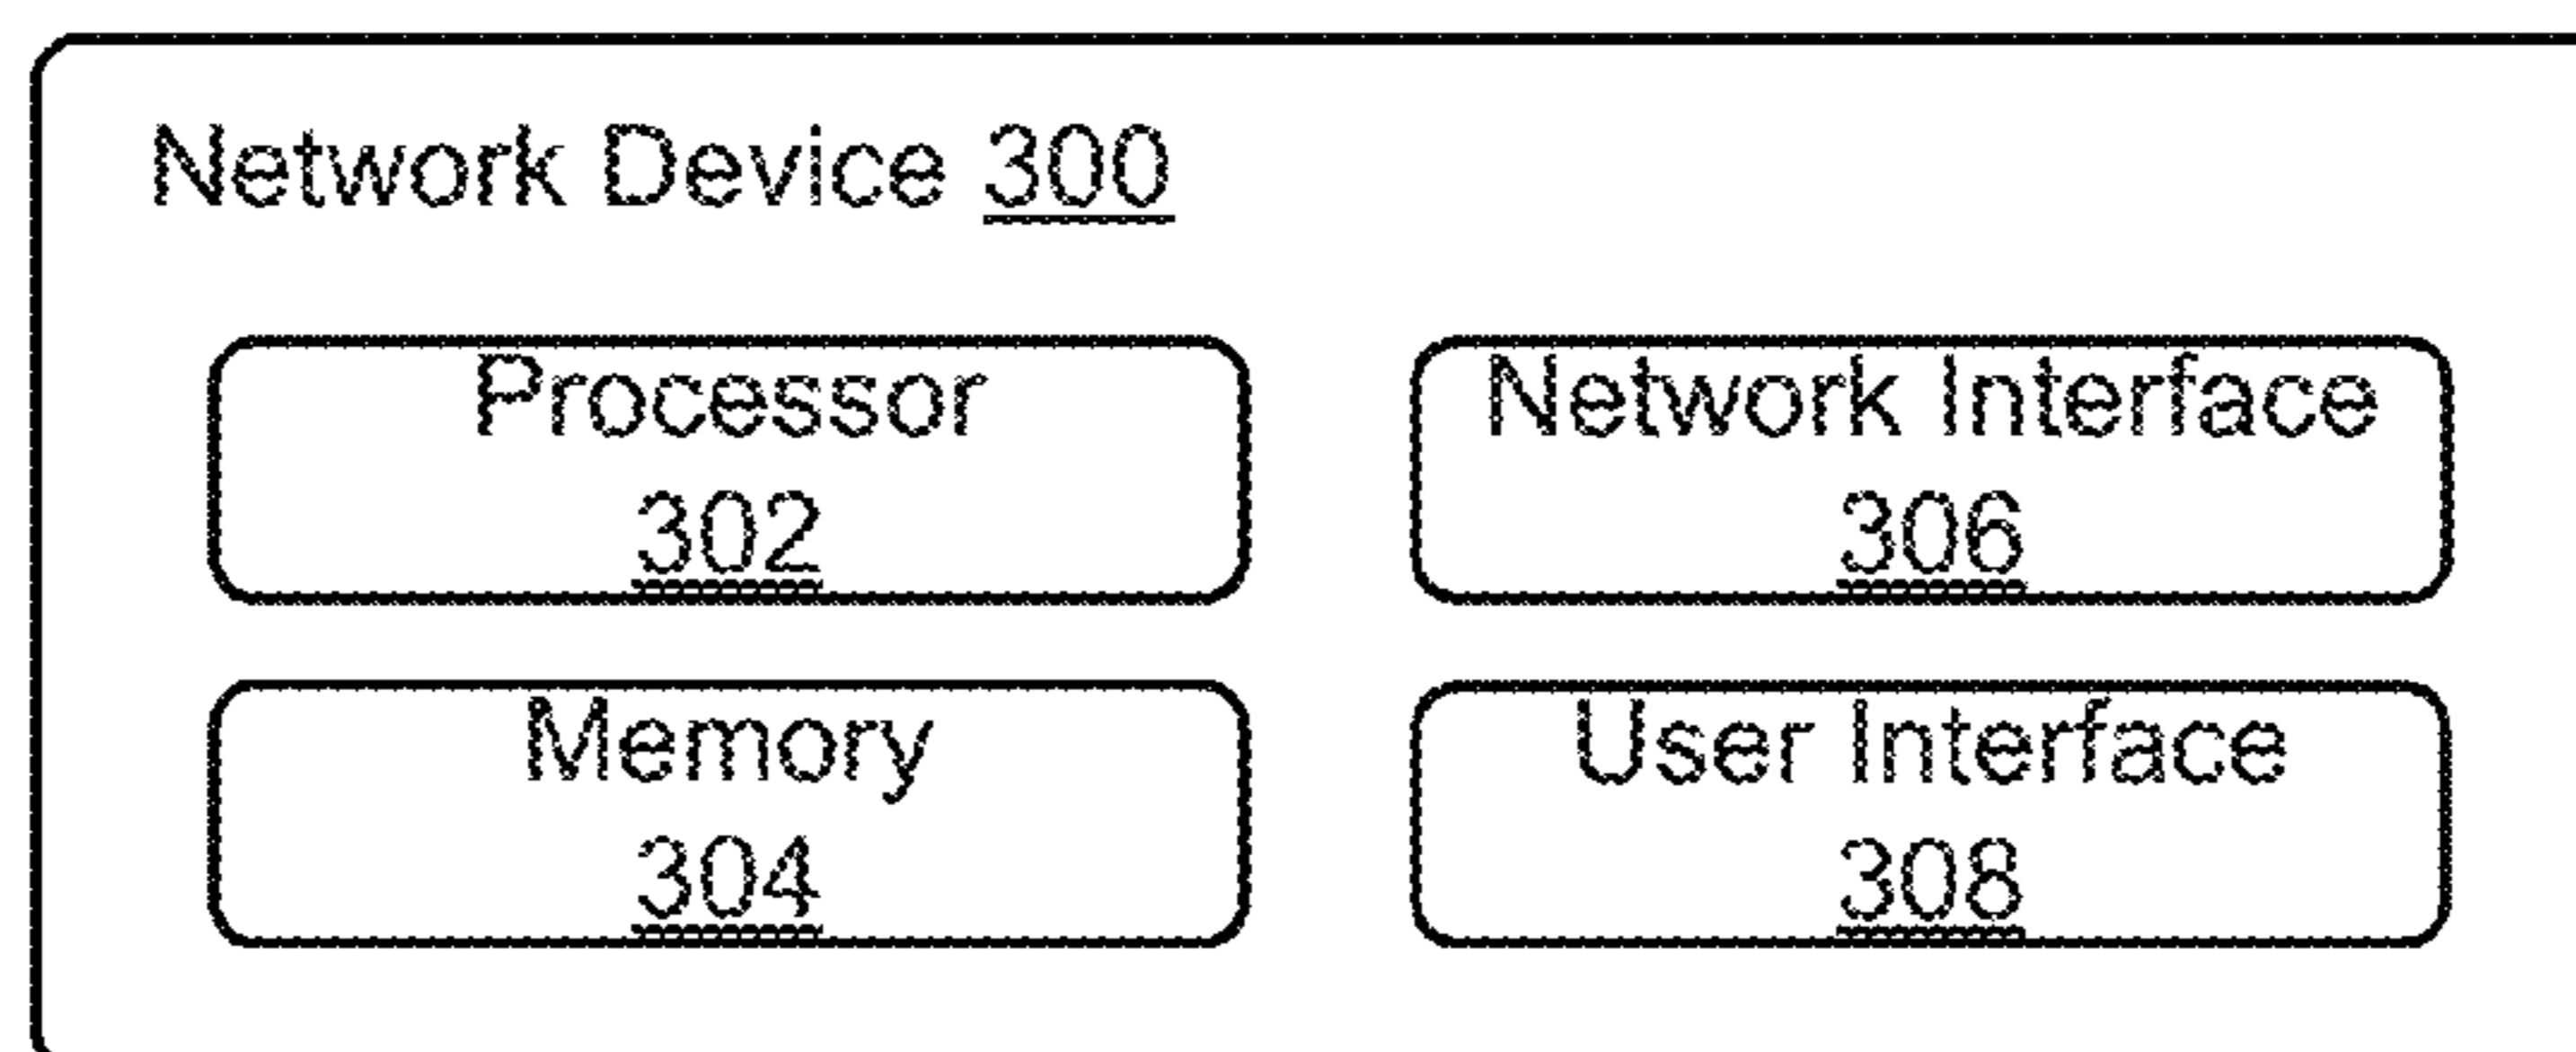 Network Device 300
Processor
302
Network Interface
306
Memory
304
User Interface
308